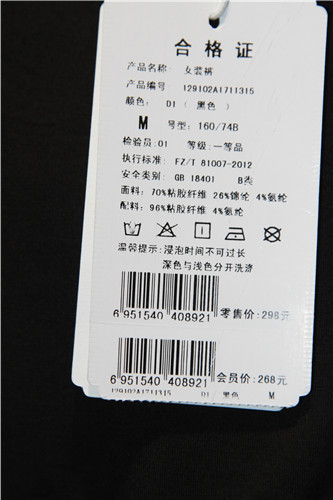 合格证
产品名称: 女装裤
产品编号 129102A1711315
颜色: D1 (黑色)
M 号型: 160/74B
检验员:01 等级:一等品
执行标准: FZ/T 81007-2012
安全类别: GB 18401 B类
面料: 70%粘胶纤维 26%锦纶 4%氨纶
配料: 96%粘胶纤维 4%氨纶
温馨提示:浸泡时间不可过长
深色与浅色分开洗涤
6 951540 408921 零售价:298元
6 951540 408921 会员价:268元
129102A1711315 D1 / 黑色 M